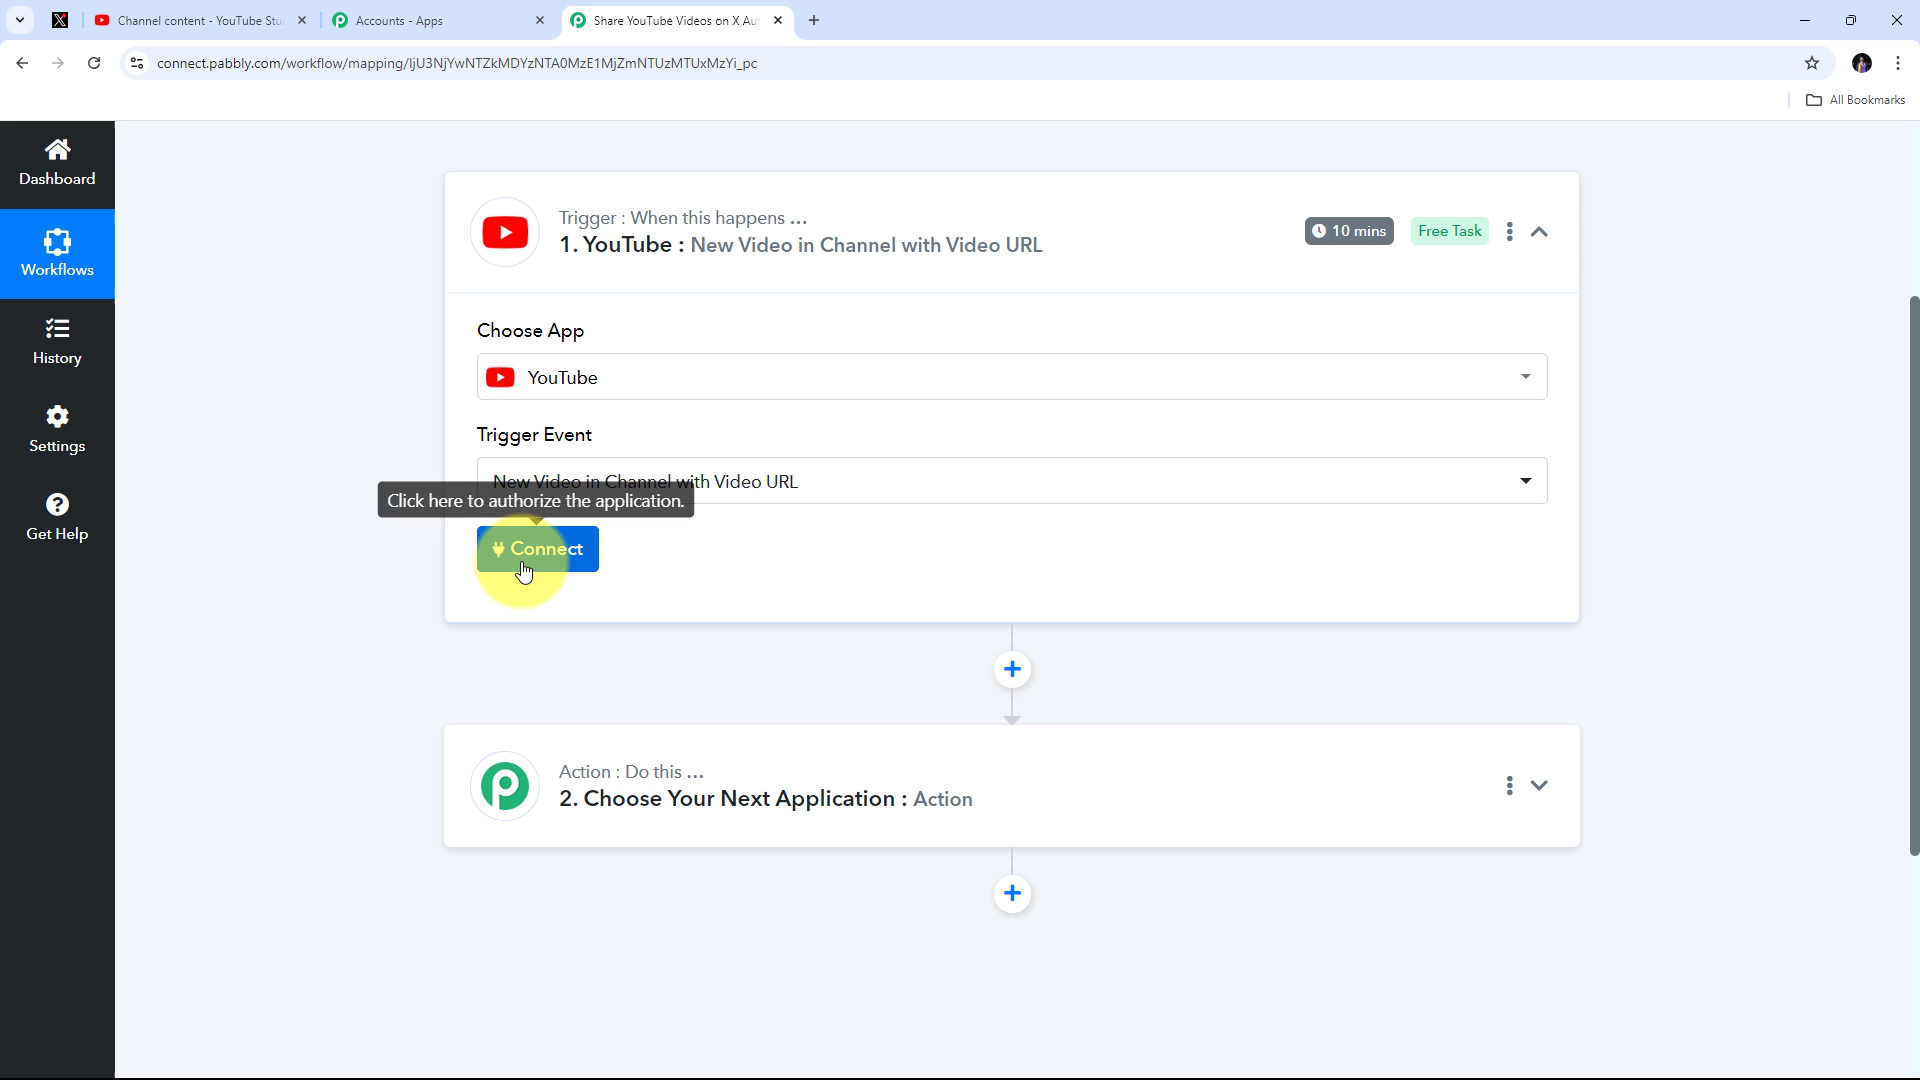 Channel content - YouTube Stu
Accounts - Apps
Share YouTube Videos on X Aut
connect.pabbly.com/workflow/mapping/IjU3NjYwNTZkMDYzNTA0MzE1MjZmNTUzMTUxMzYi_pc
All Bookmarks
Dashboard
Workflows
History
Settings
Get Help
Trigger : When this happens ...
1. YouTube : New Video in Channel with Video URL
10 mins
Free Task
Choose App
YouTube
Trigger Event
New Video in Channel with Video URL
Click here to authorize the application.
Connect
Action : Do this ...
2. Choose Your Next Application : Action